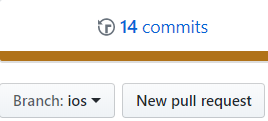 14 commits
Branch: ios
New pull request